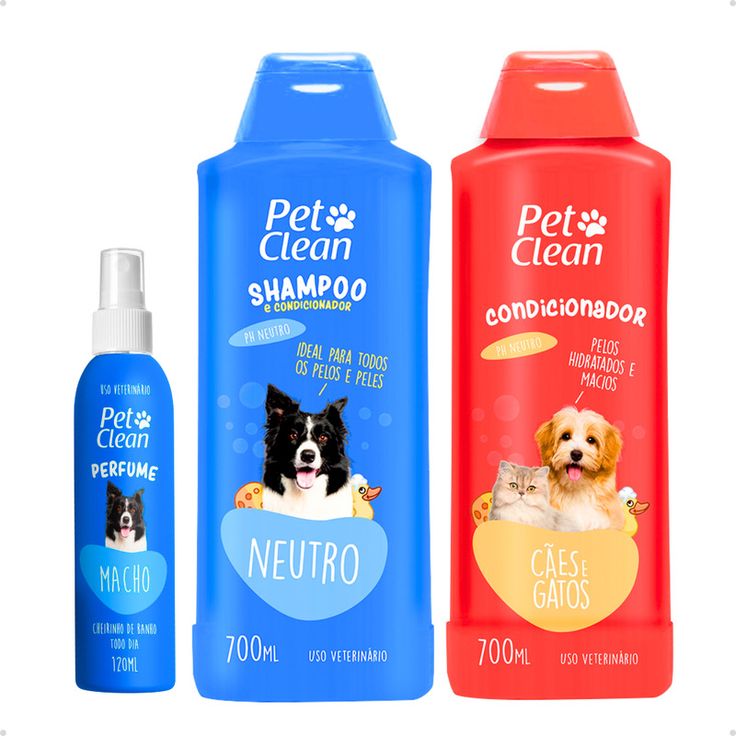 USO VETERINÁRIO
Pet
Clean
PERFUME
MACHO
CHEIRINHO DE BANHO
TODO DIA
120ML
Pet
Clean
SHAMPOO
e CONDICIONADOR
PH NEUTRO
IDEAL PARA TODOS
OS PELOS E PELES
NEUTRO
700ML
USO VETERINÁRIO
Pet
Clean
CONDICIONADOR
PH NEUTRO
PELOS
HIDRATADOS E
MACIOS
CÃES E
GATOS
700ML
USO VETERINÁRIO